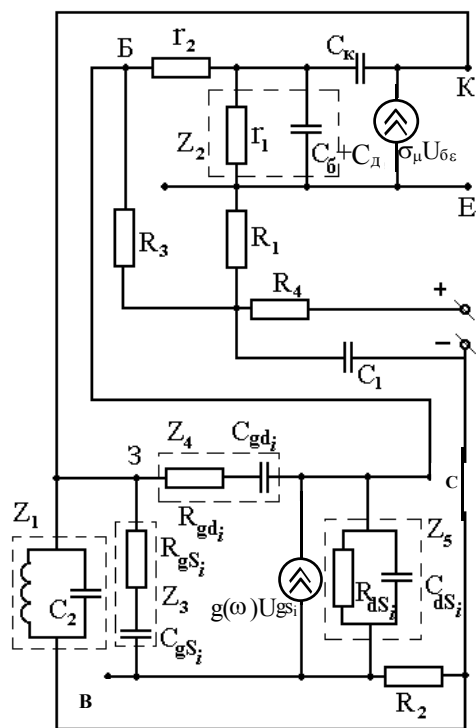 Б
r₂
Cк
К
Z₂
r₁
Cб+Cд
σμUбε
Е
R₃
R₁
R₄
+
−
C₁
З
Z₄
Cgdᵢ
Rgdᵢ
С
Z₁
C₂
RgSᵢ
Z₃
CgSᵢ
g(ω)Ugsᵢ
Z₅
RdSᵢ
CdSᵢ
В
R₂